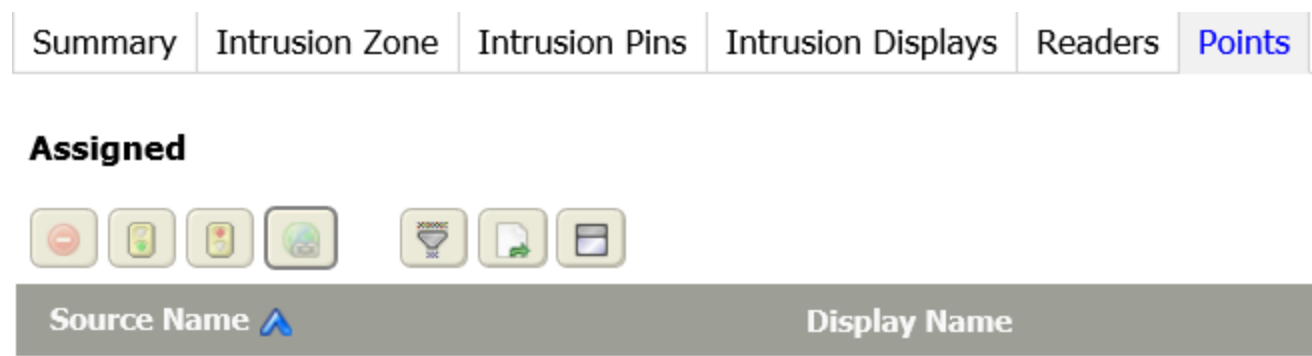 Summary Intrusion Zone Intrusion Pins Intrusion Displays Readers Points
Assigned
Source Name Display Name